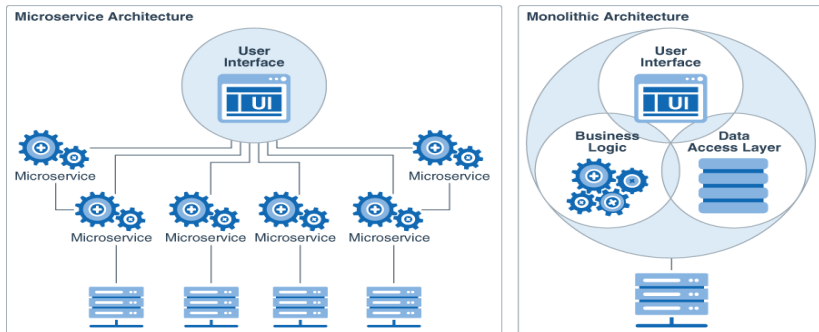 Microservice Architecture
User
Interface
UI
Microservice
Microservice
Microservice
Microservice
Microservice
Microservice
Monolithic Architecture
User
Interface
UI
Business
Logic
Data
Access Layer